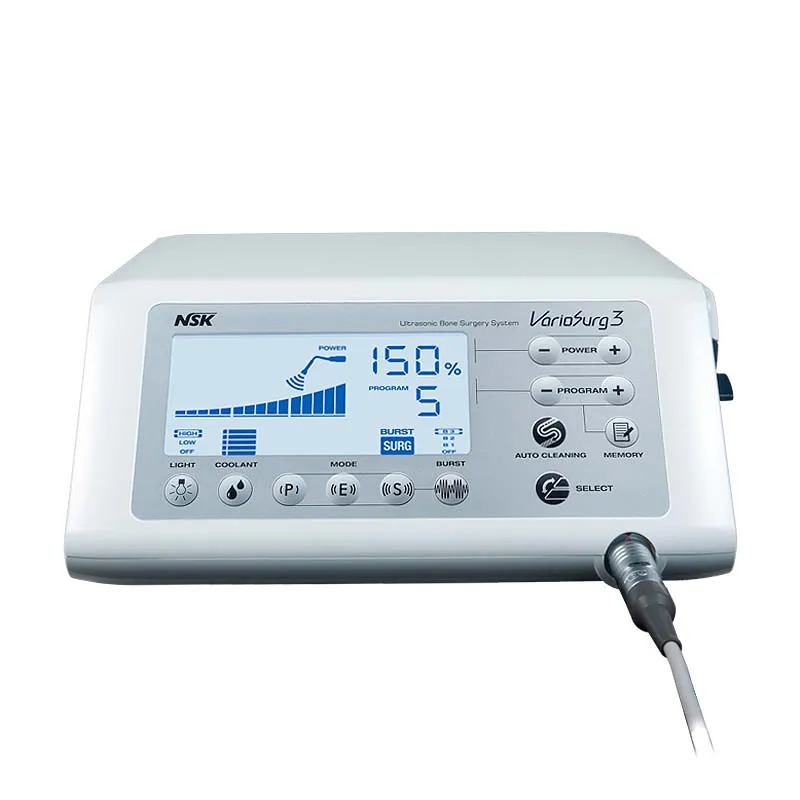 NSK
Ultrasonic Bone Surgery System VarioSurg3
POWER
150%
PROGRAM
5
HIGH
LOW
OFF
BURST
SURG
B3
B2
B1
OFF
- POWER +
- PROGRAM +
AUTO CLEANING
MEMORY
LIGHT COOLANT MODE BURST
(P) ((E)) (((S)))
SELECT